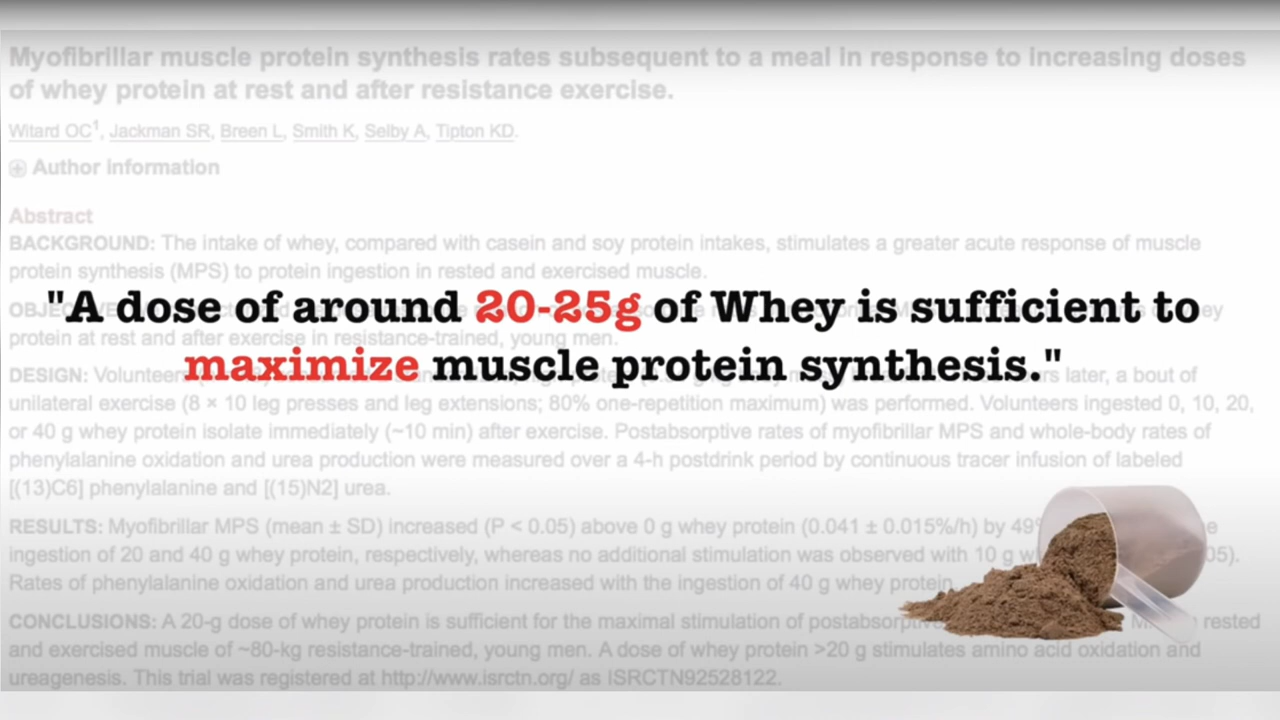 Myofibrillar muscle protein synthesis rates subsequent to a meal in response to increasing doses
of whey protein at rest and after resistance exercise.
Witard OC1, Jackman SR, Breen L, Smith K, Selby A, Tipton KD.
Author information
Abstract
BACKGROUND: The intake of whey, compared with casein and soy protein intakes, stimulates a greater acute response of muscle
protein synthesis (MPS) to protein ingestion in rested and exercised muscle.
"A dose of around 20-25g of Whey is sufficient to
protein at rest and after exercise in resistance-trained, young men.
maximize muscle protein synthesis."
DESIGN: Volunteers later, a bout of
unilateral exercise (8 × 10 leg presses and leg extensions; 80% one-repetition maximum) was performed. Volunteers ingested 0, 10, 20,
or 40 g whey protein isolate immediately (~10 min) after exercise. Postabsorptive rates of myofibrillar MPS and whole-body rates of
phenylalanine oxidation and urea production were measured over a 4-h postdrink period by continuous tracer infusion of labeled
[(13)C6] phenylalanine and [(15)N2] urea.
RESULTS: Myofibrillar MPS (mean ± SD) increased (P < 0.05) above 0 g whey protein (0.041 ± 0.015%/h) by 49%
ingestion of 20 and 40 g whey protein, respectively, whereas no additional stimulation was observed with 10 g 05).
Rates of phenylalanine oxidation and urea production increased with the ingestion of 40 g whey protein.
CONCLUSIONS: A 20-g dose of whey protein is sufficient for the maximal stimulation of rested
and exercised muscle of ~80-kg resistance-trained, young men. A dose of whey protein >20 g stimulates amino acid oxidation and
ureagenesis. This trial was registered at http://www.isrctn.org/ as ISRCTN92528122.